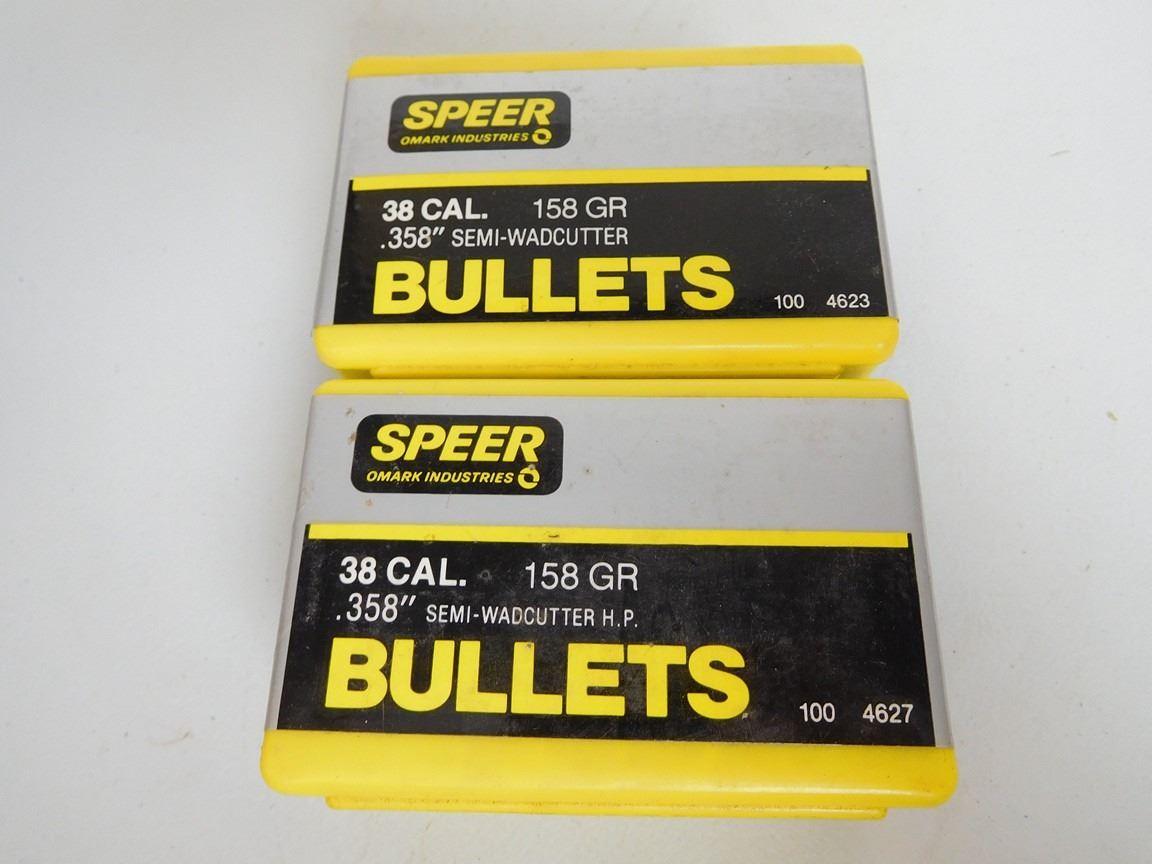 SPEER
OMARK INDUSTRIES
38 CAL. 158 GR
.358" SEMI-WADCUTTER
BULLETS 100 4623
SPEER
OMARK INDUSTRIES
38 CAL. 158 GR
.358" SEMI-WADCUTTER H.P.
BULLETS 100 4627